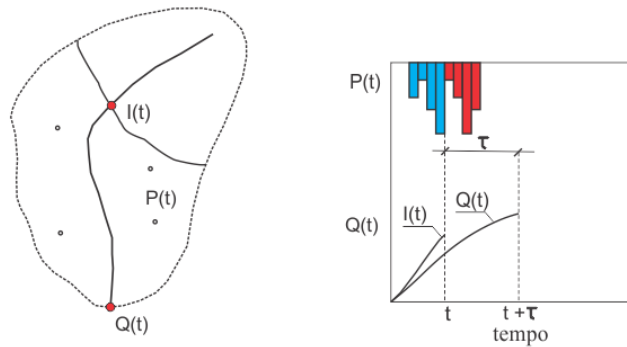 I(t)
P(t)
Q(t)
P(t)
τ
Q(t)
I(t)
Q(t)
t
t + τ
tempo